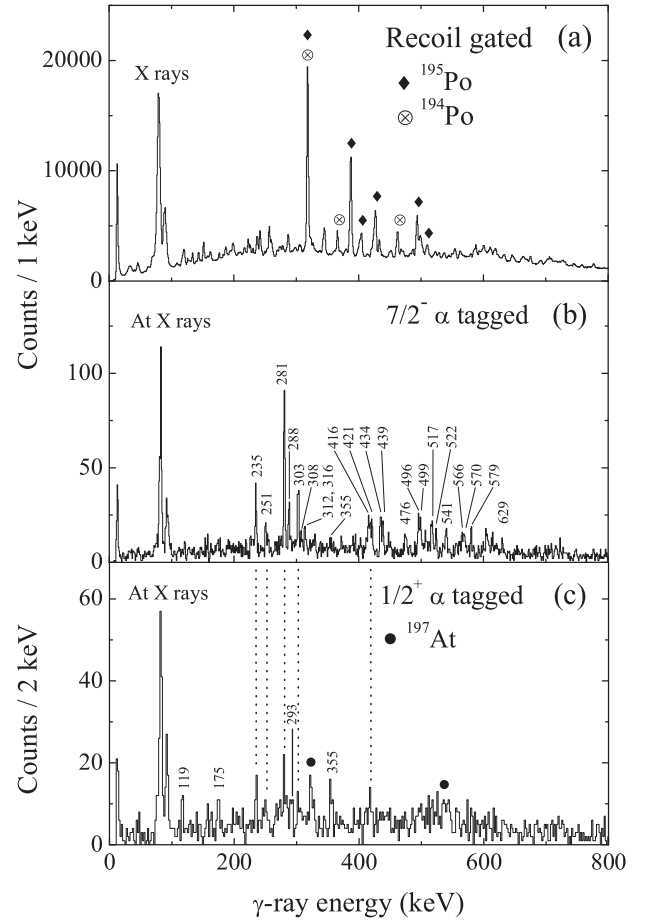 20000
10000
0
Counts / 1 keV
X rays
Recoil gated (a)
195Po
194Po
100
50
0
At X rays
7/2- α tagged (b)
235
251
281
288
303
308
312, 316
355
416
421
434
439
476
496
499
517
522
541
566
570
579
629
60
40
20
0
Counts / 2 keV
At X rays
1/2+ α tagged (c)
197At
119
175
293
355
0 200 400 600 800
γ-ray energy (keV)